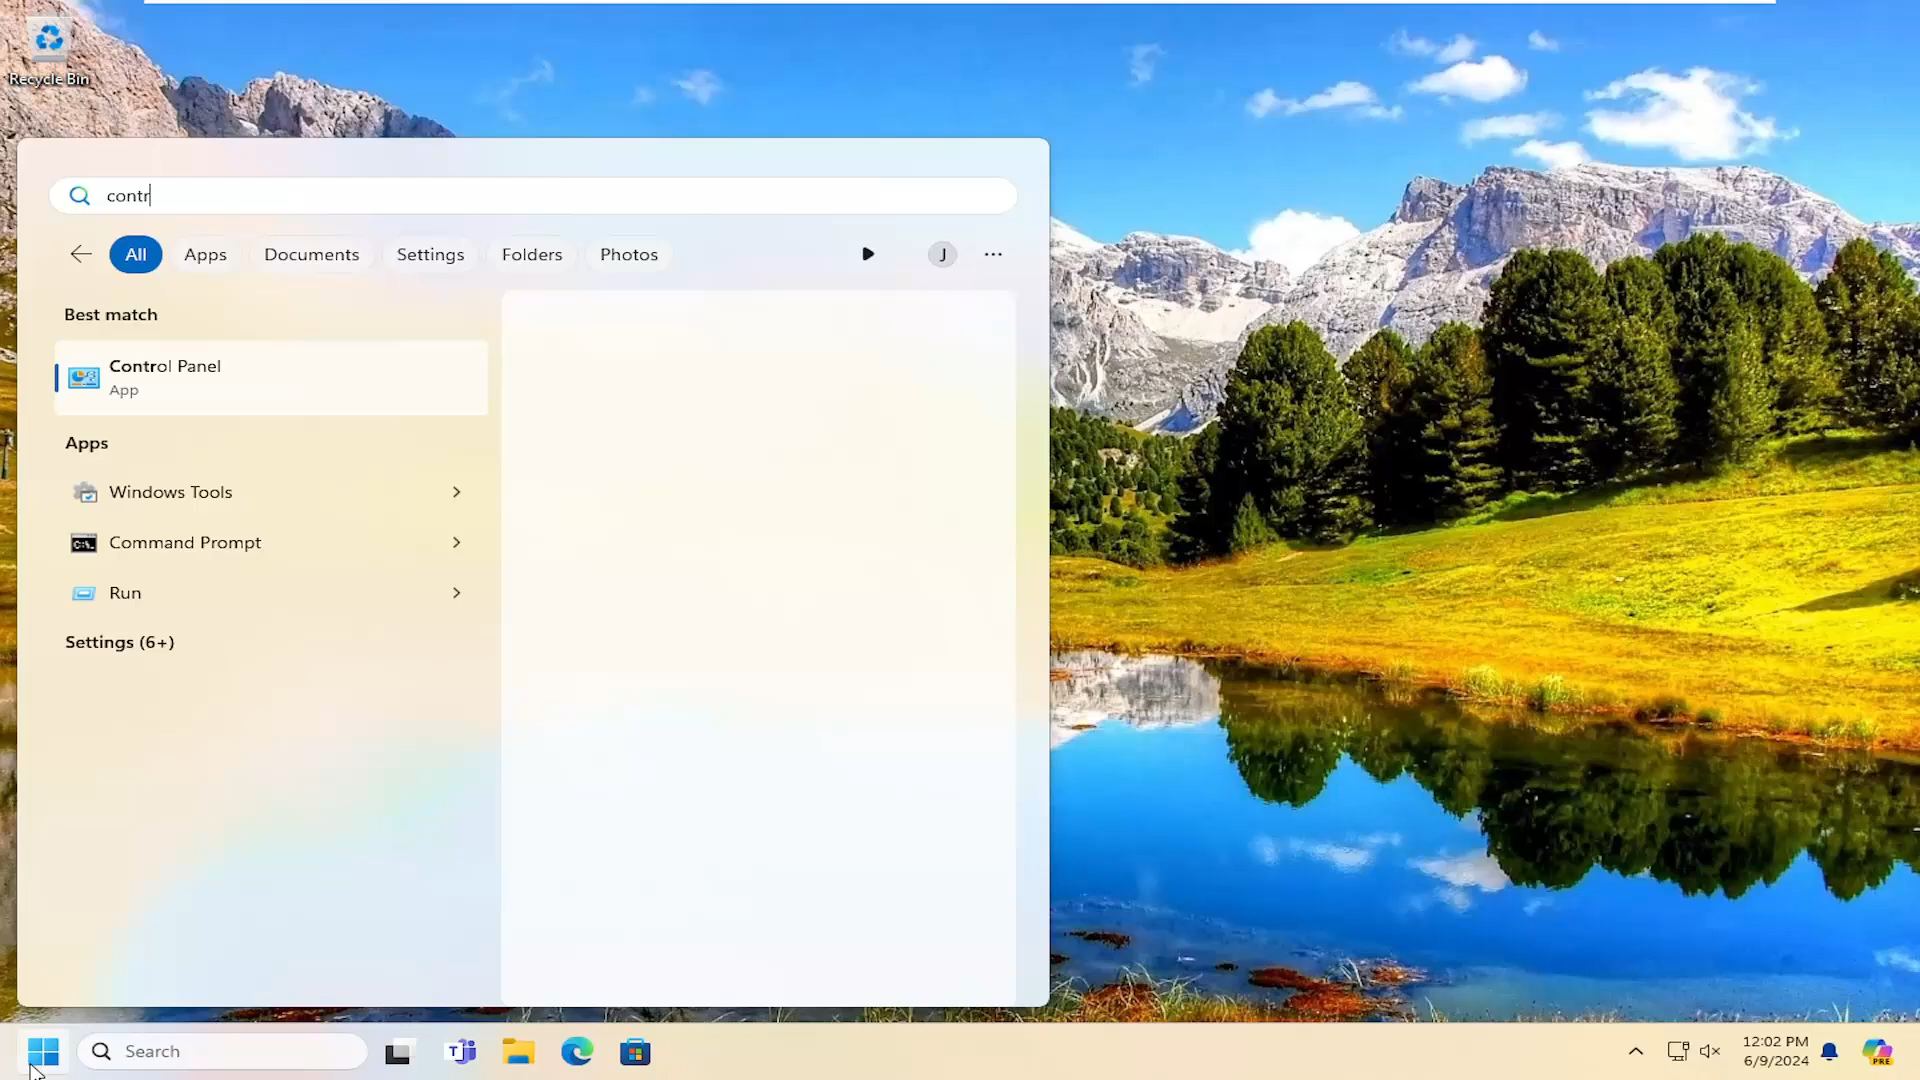 Recycle Bin
contr
All Apps Documents Settings Folders Photos J
Best match
Control Panel
App
Apps
Windows Tools
Command Prompt
Run
Settings (6+)
Search
T
PRE
12:02 PM
6/9/2024